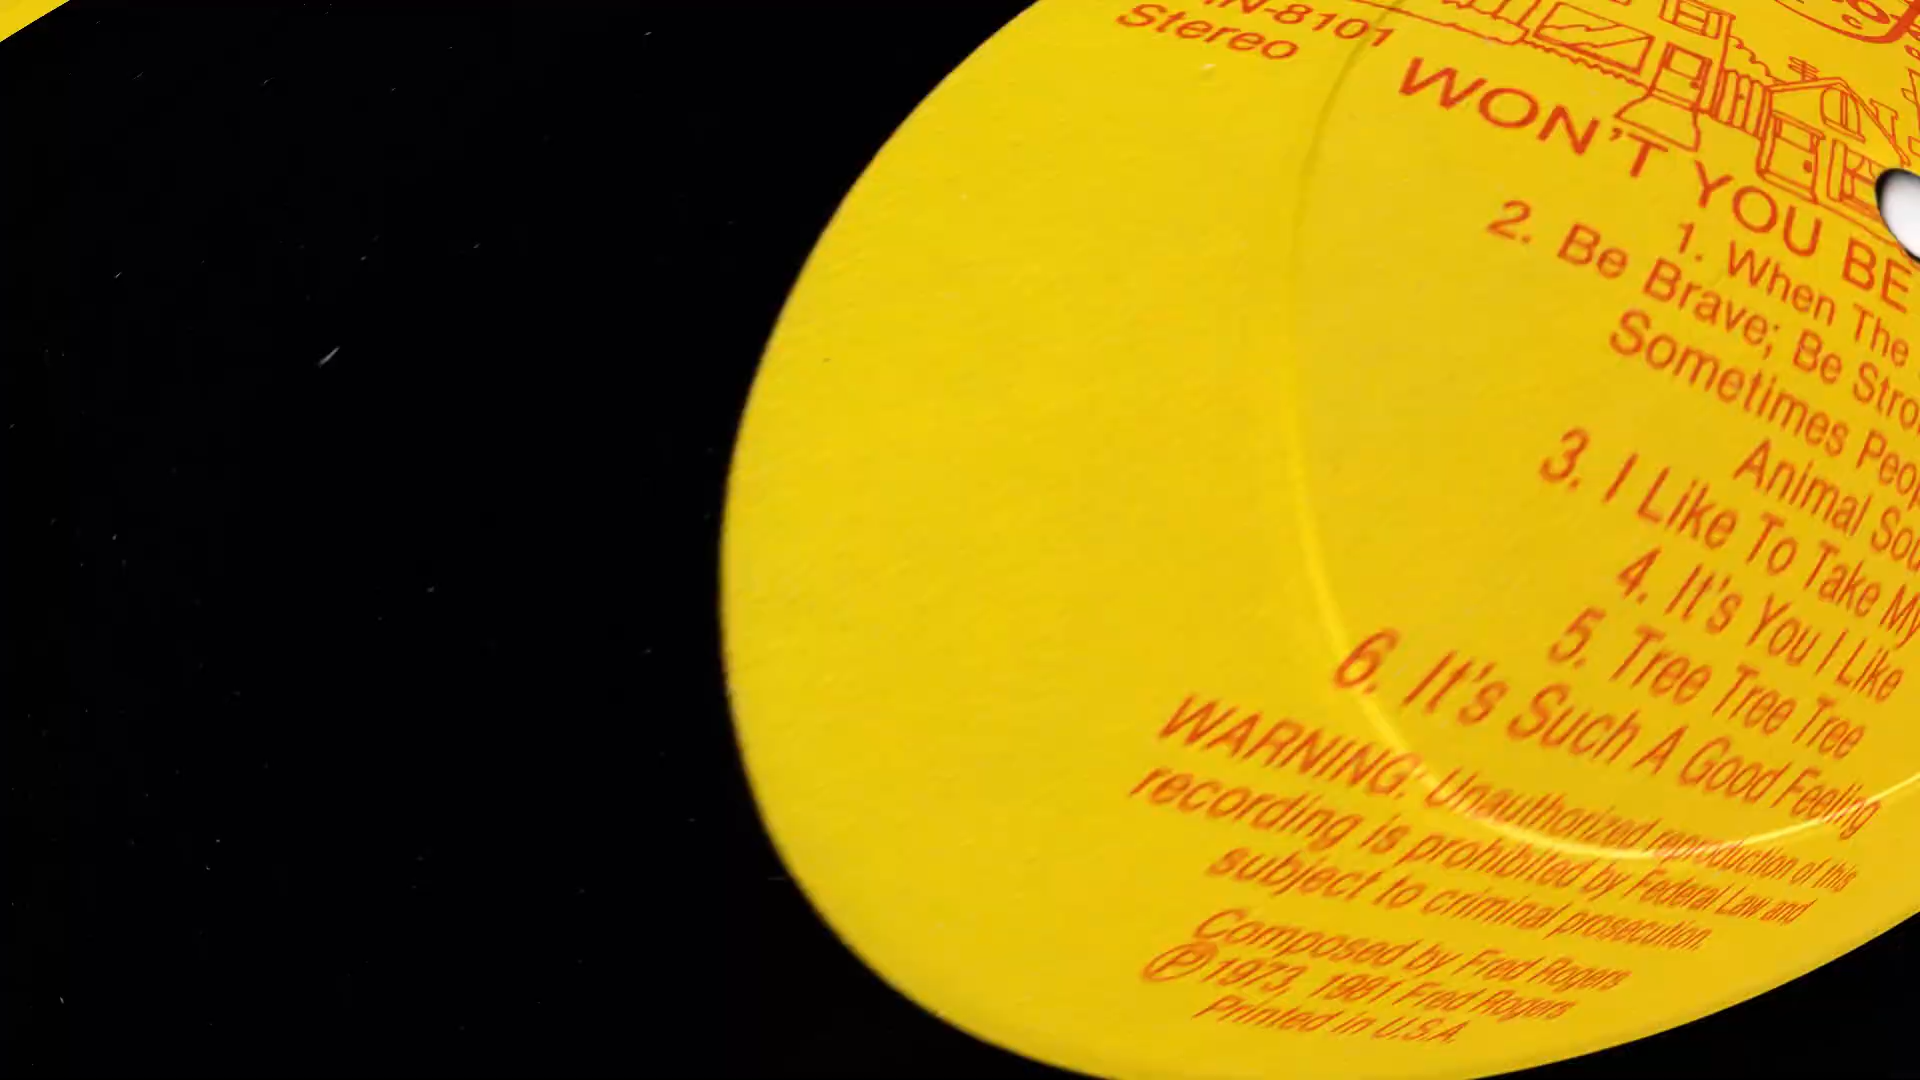 N-8101
Stereo
WON'T YOU BE
1. When The
2. Be Brave; Be Stro
Sometimes Peop
Animal Sou
3. I Like To Take My
4. It's You I Like
5. Tree Tree Tree
6. It's Such A Good Feeling
WARNING: Unauthorized reproduction of this
recording is prohibited by Federal Law and
subject to criminal prosecution.
Composed by Fred Rogers
Ⓟ 1973, 1981 Fred Rogers
Printed in U.S.A.